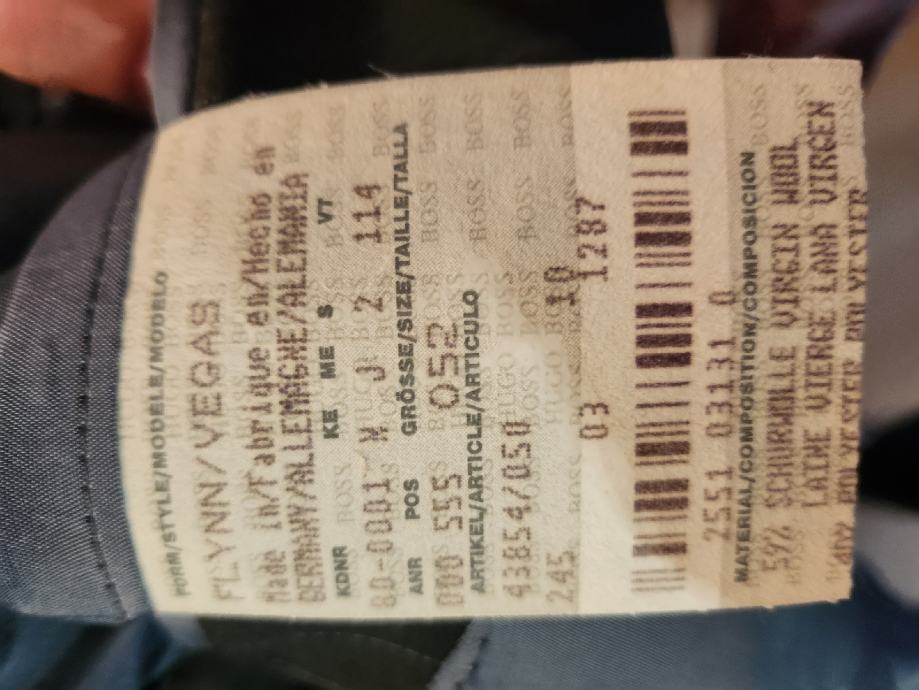 FORM/STYLE/MODELE/MODELO
FLYNN/VEGAS
Made in/Fabrique en/Hecho en
GERMANY/ALLEMAGNE/ALEMANIA
KDNR KE ME S VT
80-0001- N J 2 114
ANR POS GRÖSSE/SIZE/TAILLE/TALLA
000 555 052
ARTIKEL/ARTICLE/ARTICULO
43854/050
245 10
03 1287
2551 03131 0
MATERIAL/COMPOSITION/COMPOSICION
59% SCHURWOLLE VIRGIN WOOL
LAINE VIERGE LANA VIRGEN
POLYESTER POLYESTER